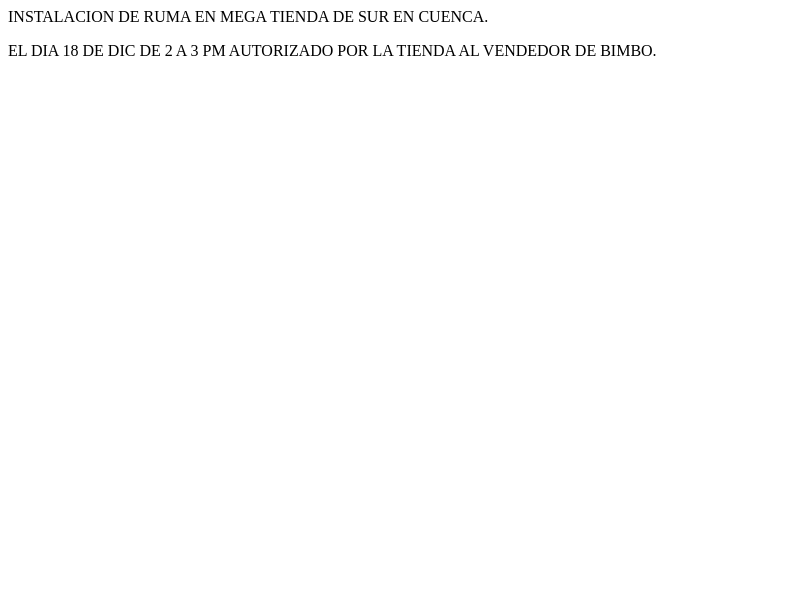 INSTALACION DE RUMA EN MEGA TIENDA DE SUR EN CUENCA.
EL DIA 18 DE DIC DE 2 A 3 PM AUTORIZADO POR LA TIENDA AL VENDEDOR DE BIMBO.